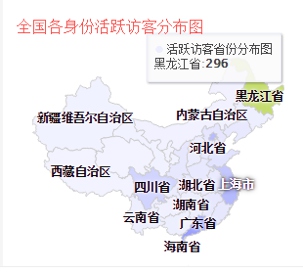 全国各身份活跃访客分布图
活跃访客省份分布图
黑龙江省:296
黑龙江省
新疆维吾尔自治区
内蒙古自治区
河北省
西藏自治区
四川省
湖北省
上海市
湖南省
云南省
广东省
海南省